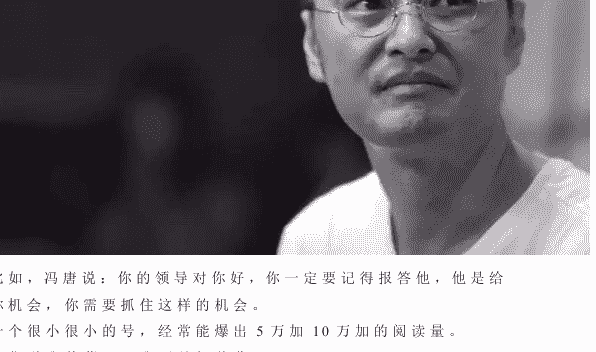 如，冯唐说：你的领导对你好，你一定要记得报答他，他是给
机会，你需要抓住这样的机会。
个很小很小的号，经常能爆出 5 万加 10 万加的阅读量。